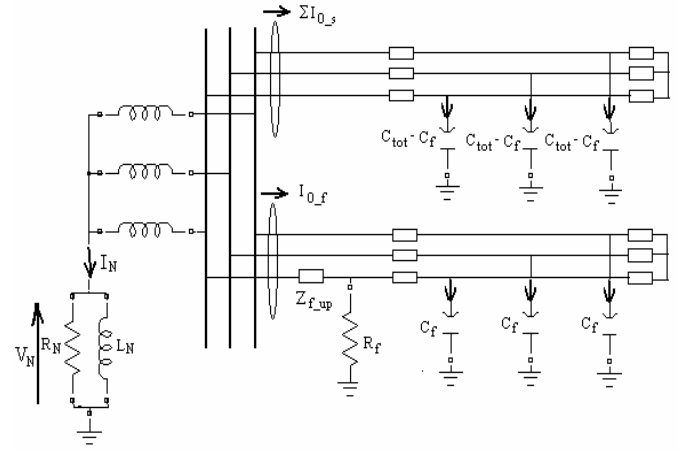 ΣI0_s
Ctot - Cf Ctot - Cf Ctot - Cf
I0_f
IN
Zf_up
VN RN LN
Rf
Cf Cf Cf